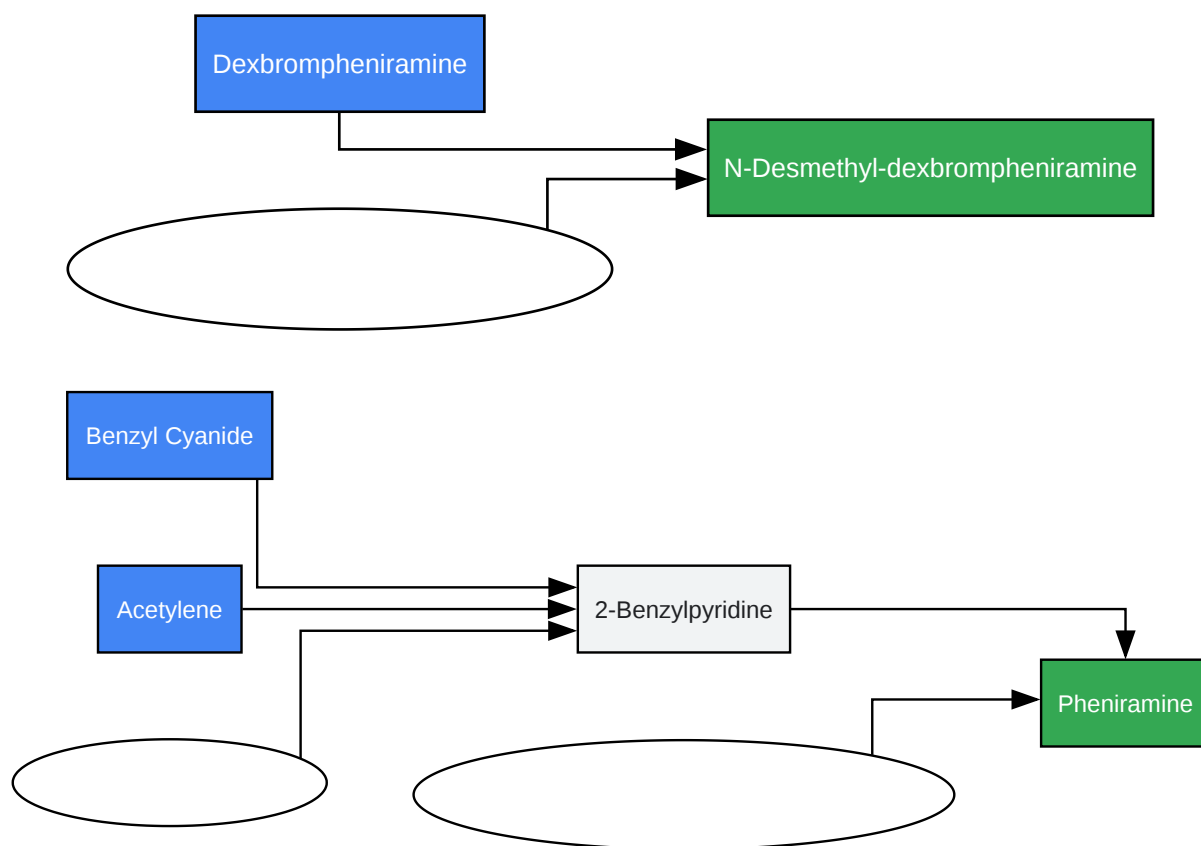 Dexbrompheniramine
N-Desmethyl-dexbrompheniramine
Benzyl Cyanide
Acetylene
2-Benzylpyridine
Pheniramine